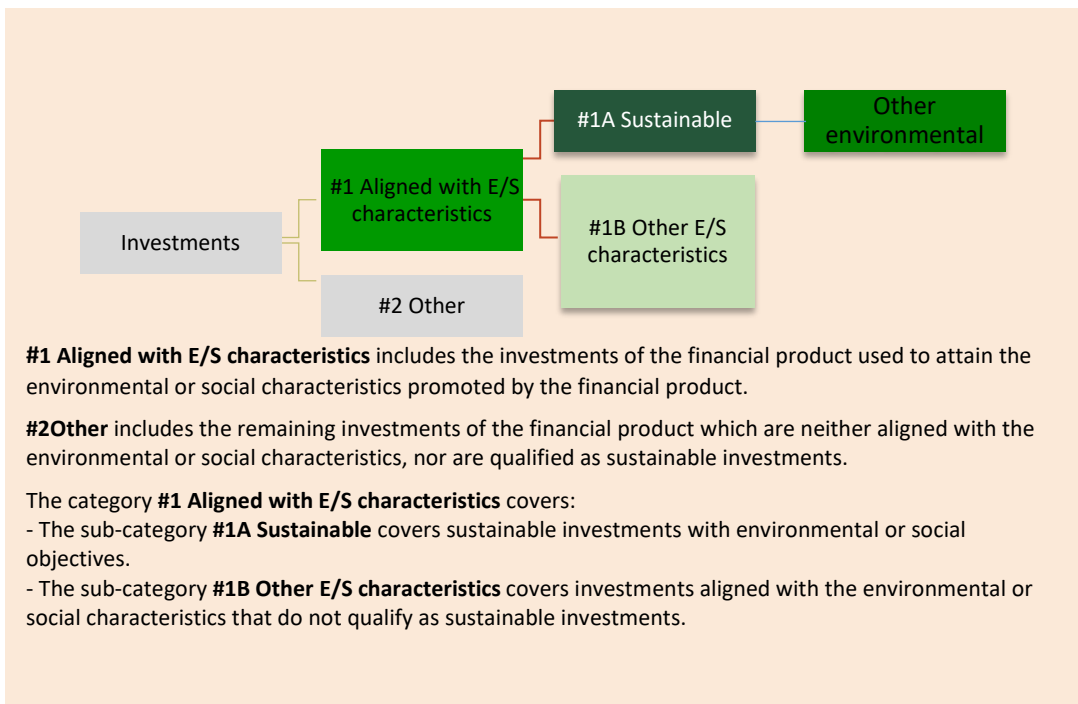 #1A Sustainable
Other
environmental
#1 Aligned with E/S
characteristics
#1B Other E/S
characteristics
Investments
#2 Other
#1 Aligned with E/S characteristics includes the investments of the financial product used to attain the
environmental or social characteristics promoted by the financial product.
#2Other includes the remaining investments of the financial product which are neither aligned with the
environmental or social characteristics, nor are qualified as sustainable investments.
The category #1 Aligned with E/S characteristics covers:
- The sub-category #1A Sustainable covers sustainable investments with environmental or social
objectives.
- The sub-category #1B Other E/S characteristics covers investments aligned with the environmental or
social characteristics that do not qualify as sustainable investments.